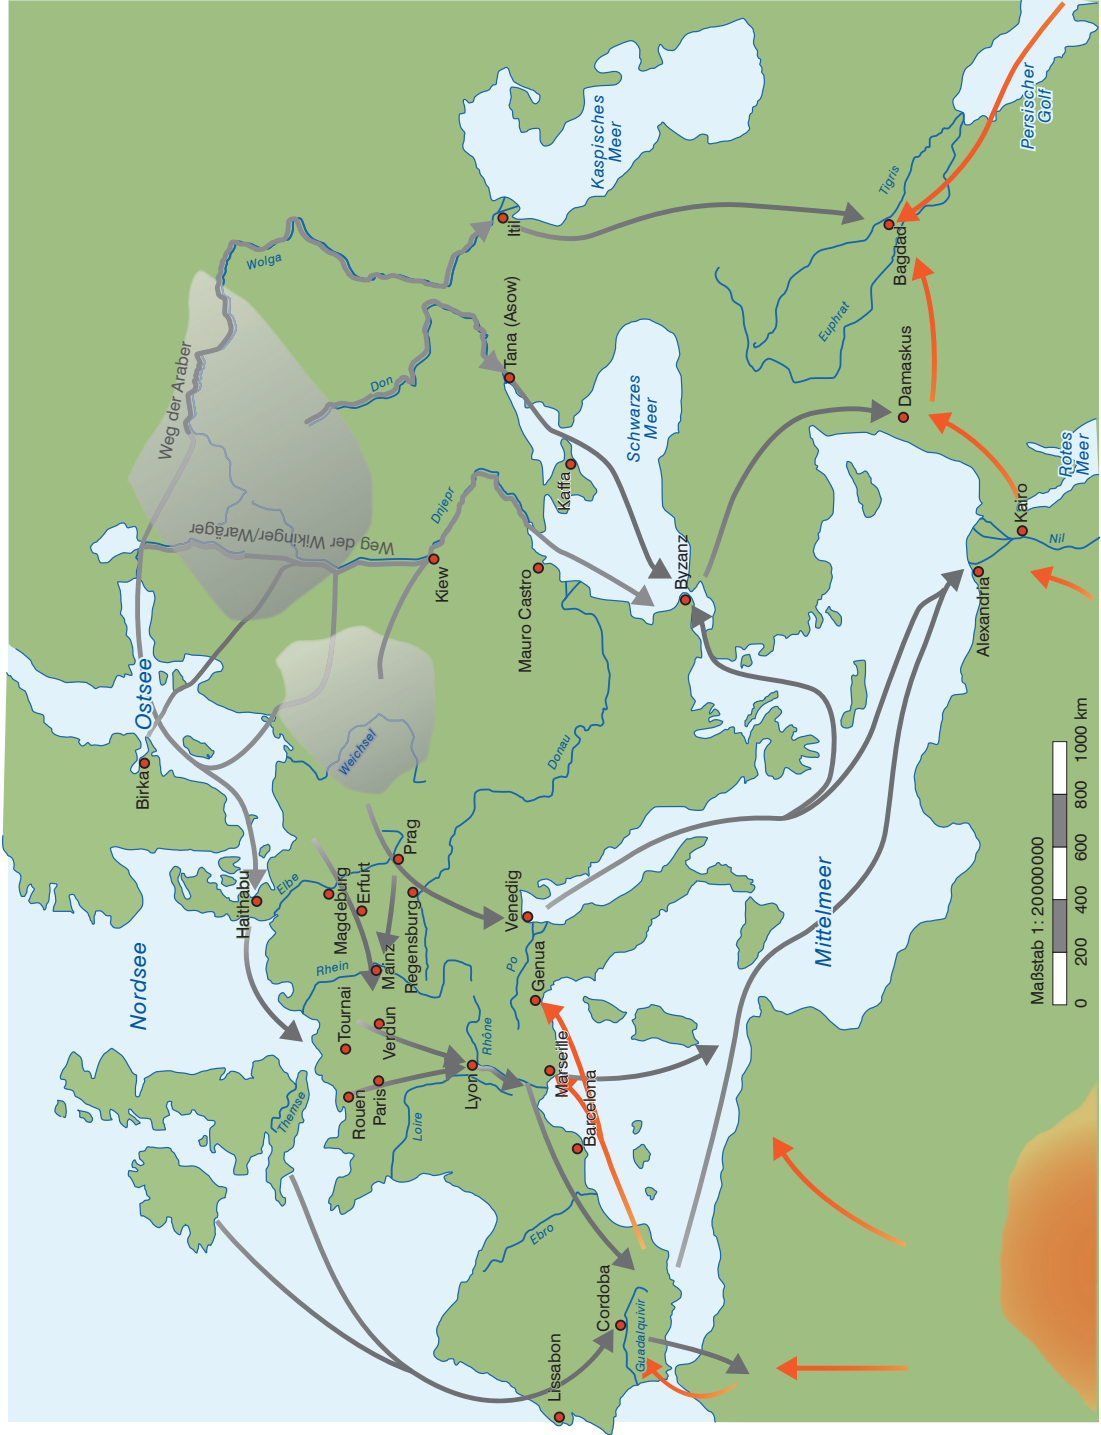 Nordsee
Ostsee
Birka
Haithabu
Themse
Elbe
Rhein
Magdeburg
Erfurt
Prag
Mainz
Regensburg
Tournai
Verdun
Rouen
Paris
Loire
Lyon
Rhône
Weichsel
Donau
Weg der Araber
Weg der Wikinger/Waräger
Wolga
Don
Dnjepr
Kiew
Itil
Tana (Asow)
Kaffa
Mauro Castro
Kaspisches
Meer
Schwarzes
Meer
Byzanz
Venedig
Po
Genua
Marseille
Barcelona
Ebro
Cordoba
Guadalquivir
Lissabon
Mittelmeer
Alexandria
Kairo
Nil
Rotes
Meer
Damaskus
Bagdad
Euphrat
Tigris
Persischer
Golf
Maßstab 1: 20000000
0 200 400 600 800 1000 km